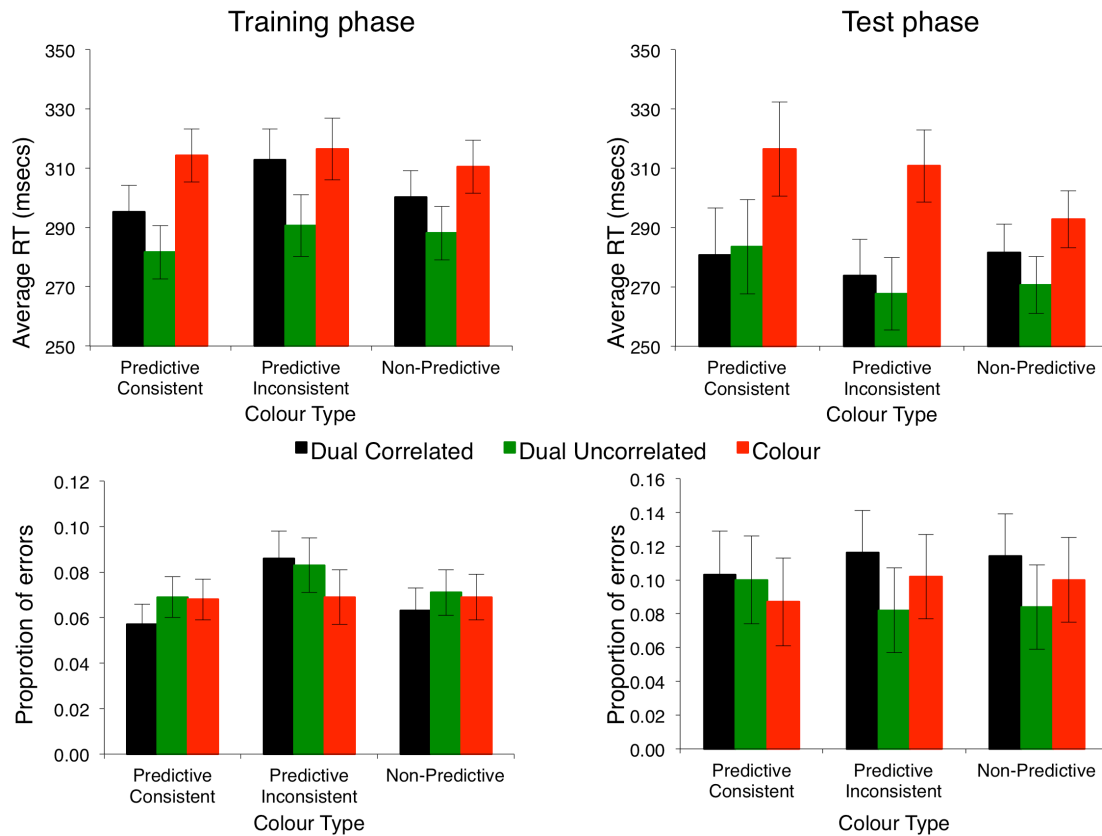 Training phase
Test phase
Average RT (msecs)
350
330
310
290
270
250
Predictive Consistent
Predictive Inconsistent
Non-Predictive
Colour Type
Average RT (msecs)
350
330
310
290
270
250
Predictive Consistent
Predictive Inconsistent
Non-Predictive
Colour Type
Dual Correlated Dual Uncorrelated Colour
Proprotion of errors
0.12
0.10
0.08
0.06
0.04
0.02
0.00
Predictive Consistent
Predictive Inconsistent
Non-Predictive
Colour Type
Proportion of errors
0.16
0.14
0.12
0.10
0.08
0.06
0.04
0.02
0.00
Predictive Consistent
Predictive Inconsistent
Non-Predictive
Colour Type